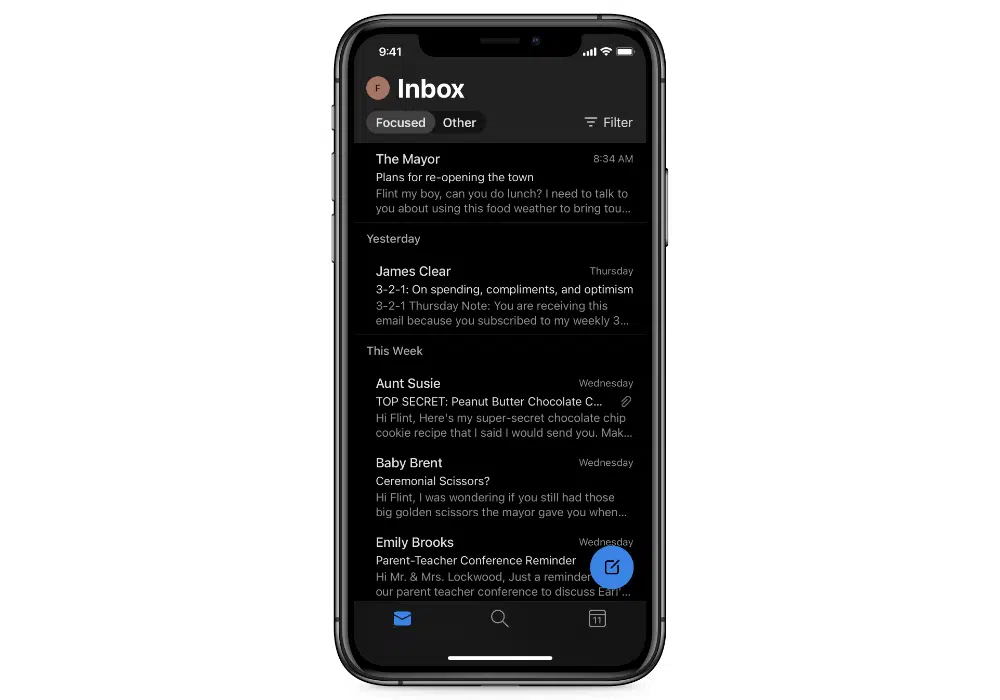 9:41
F
Inbox
Focused Other Filter
The Mayor 8:34 AM
Plans for re-opening the town
Flint my boy, can you do lunch? I need to talk to
you about using this food weather to bring tou...
Yesterday
James Clear Thursday
3-2-1: On spending, compliments, and optimism
3-2-1 Thursday Note: You are receiving this
email because you subscribed to my weekly 3...
This Week
Aunt Susie Wednesday
TOP SECRET: Peanut Butter Chocolate C...
Hi Flint, Here's my super-secret chocolate chip
cookie recipe that I said I would send you. Mak...
Baby Brent Wednesday
Ceremonial Scissors?
Hi Flint, I was wondering if you still had those
big golden scissors the mayor gave you when...
Emily Brooks Wednesday
Parent-Teacher Conference Reminder
Hi Mr. & Mrs. Lockwood, Just a reminder
our parent teacher conference to discuss Earl'...
11